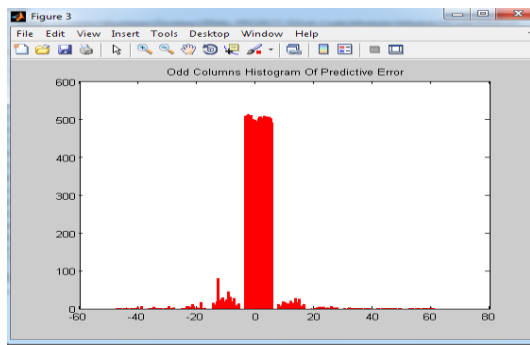 Figure 3
File Edit View Insert Tools Desktop Window Help
Odd Columns Histogram Of Predictive Error
600
500
400
300
200
100
0
-60 -40 -20 0 20 40 60 80